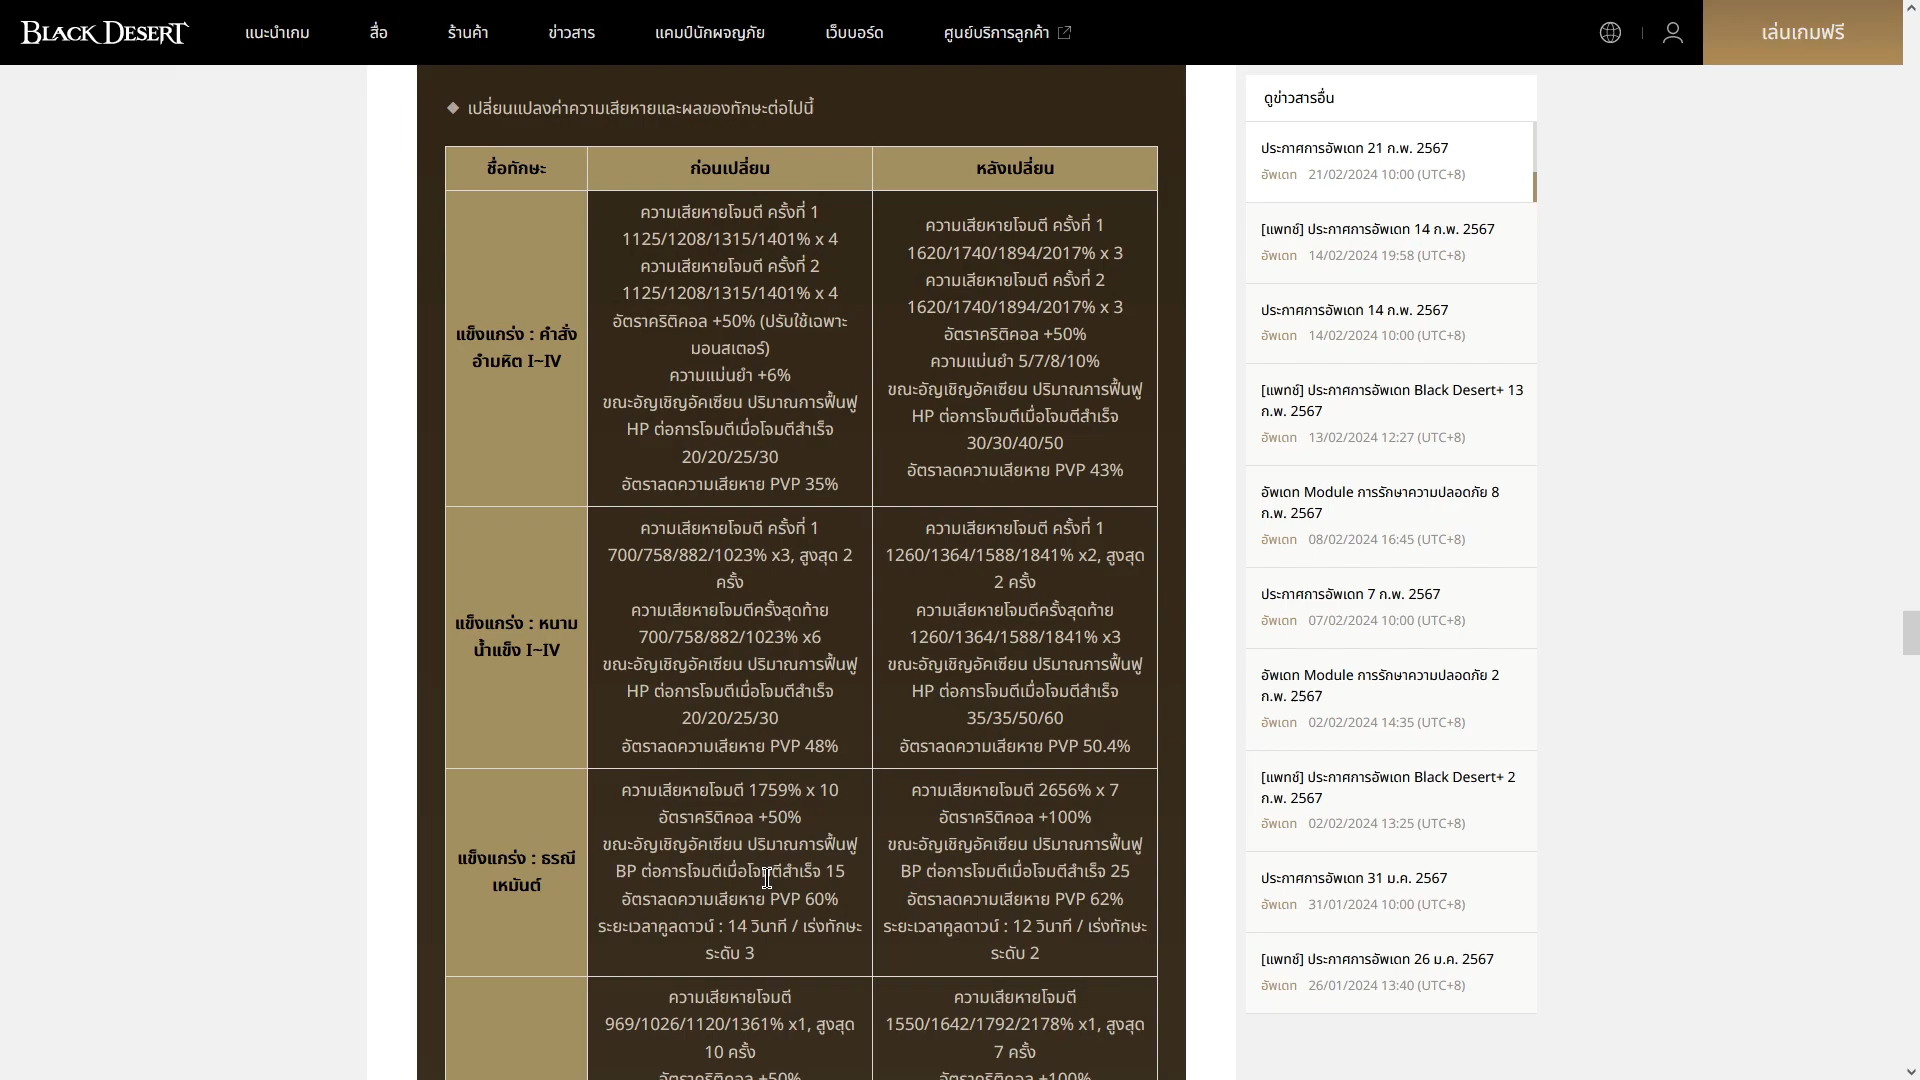 BLACK DESERT
แนะนำเกม
สื่อ
ร้านค้า
ข่าวสาร
แคมป์นักผจญภัย
เว็บบอร์ด
ศูนย์บริการลูกค้า
เล่นเกมฟรี
เปลี่ยนแปลงค่าความเสียหายและผลของทักษะต่อไปนี้
ชื่อทักษะ
ก่อนเปลี่ยน
หลังเปลี่ยน
แข็งแกร่ง : คำสั่ง
อำมหิต I~IV
ความเสียหายโจมตี ครั้งที่ 1
1125/1208/1315/1401% x 4
ความเสียหายโจมตี ครั้งที่ 2
1125/1208/1315/1401% x 4
อัตราคริติคอล +50% (ปรับใช้เฉพาะ
มอนสเตอร์)
ความแม่นยำ +6%
ขณะอัญเชิญอัคเซียน ปริมาณการฟื้นฟู
HP ต่อการโจมตีเมื่อโจมตีสำเร็จ
20/20/25/30
อัตราลดความเสียหาย PVP 35%
ความเสียหายโจมตี ครั้งที่ 1
1620/1740/1894/2017% x 3
ความเสียหายโจมตี ครั้งที่ 2
1620/1740/1894/2017% x 3
อัตราคริติคอล +50%
ความแม่นยำ 5/7/8/10%
ขณะอัญเชิญอัคเซียน ปริมาณการฟื้นฟู
HP ต่อการโจมตีเมื่อโจมตีสำเร็จ
30/30/40/50
อัตราลดความเสียหาย PVP 43%
แข็งแกร่ง : หนาม
น้ำแข็ง I~IV
ความเสียหายโจมตี ครั้งที่ 1
700/758/882/1023% x3, สูงสุด 2
ครั้ง
ความเสียหายโจมตีครั้งสุดท้าย
700/758/882/1023% x6
ขณะอัญเชิญอัคเซียน ปริมาณการฟื้นฟู
HP ต่อการโจมตีเมื่อโจมตีสำเร็จ
20/20/25/30
อัตราลดความเสียหาย PVP 48%
ความเสียหายโจมตี ครั้งที่ 1
1260/1364/1588/1841% x2, สูงสุด
2 ครั้ง
ความเสียหายโจมตีครั้งสุดท้าย
1260/1364/1588/1841% x3
ขณะอัญเชิญอัคเซียน ปริมาณการฟื้นฟู
HP ต่อการโจมตีเมื่อโจมตีสำเร็จ
35/35/50/60
อัตราลดความเสียหาย PVP 50.4%
แข็งแกร่ง : ธรณี
เหมันต์
ความเสียหายโจมตี 1759% x 10
อัตราคริติคอล +50%
ขณะอัญเชิญอัคเซียน ปริมาณการฟื้นฟู
BP ต่อการโจมตีเมื่อโจมตีสำเร็จ 15
อัตราลดความเสียหาย PVP 60%
ระยะเวลาคูลดาวน์ : 14 วินาที / เร่งทักษะ
ระดับ 3
ความเสียหายโจมตี 2656% x 7
อัตราคริติคอล +100%
ขณะอัญเชิญอัคเซียน ปริมาณการฟื้นฟู
BP ต่อการโจมตีเมื่อโจมตีสำเร็จ 25
อัตราลดความเสียหาย PVP 62%
ระยะเวลาคูลดาวน์ : 12 วินาที / เร่งทักษะ
ระดับ 2
ความเสียหายโจมตี
969/1026/1120/1361% x1, สูงสุด
10 ครั้ง
อัตราคริติคอล +50%
ความเสียหายโจมตี
1550/1642/1792/2178% x1, สูงสุด
7 ครั้ง
อัตราคริติคอล +100%
ดูข่าวสารอื่น
ประกาศการอัพเดท 21 ก.พ. 2567
อัพเดท 21/02/2024 10:00 (UTC+8)
[แพทช์] ประกาศการอัพเดท 14 ก.พ. 2567
อัพเดท 14/02/2024 19:58 (UTC+8)
ประกาศการอัพเดท 14 ก.พ. 2567
อัพเดท 14/02/2024 10:00 (UTC+8)
[แพทช์] ประกาศการอัพเดท Black Desert+ 13
ก.พ. 2567
อัพเดท 13/02/2024 12:27 (UTC+8)
อัพเดท Module การรักษาความปลอดภัย 8
ก.พ. 2567
อัพเดท 08/02/2024 16:45 (UTC+8)
ประกาศการอัพเดท 7 ก.พ. 2567
อัพเดท 07/02/2024 10:00 (UTC+8)
อัพเดท Module การรักษาความปลอดภัย 2
ก.พ. 2567
อัพเดท 02/02/2024 14:35 (UTC+8)
[แพทช์] ประกาศการอัพเดท Black Desert+ 2
ก.พ. 2567
อัพเดท 02/02/2024 13:25 (UTC+8)
ประกาศการอัพเดท 31 ม.ค. 2567
อัพเดท 31/01/2024 10:00 (UTC+8)
[แพทช์] ประกาศการอัพเดท 26 ม.ค. 2567
อัพเดท 26/01/2024 13:40 (UTC+8)